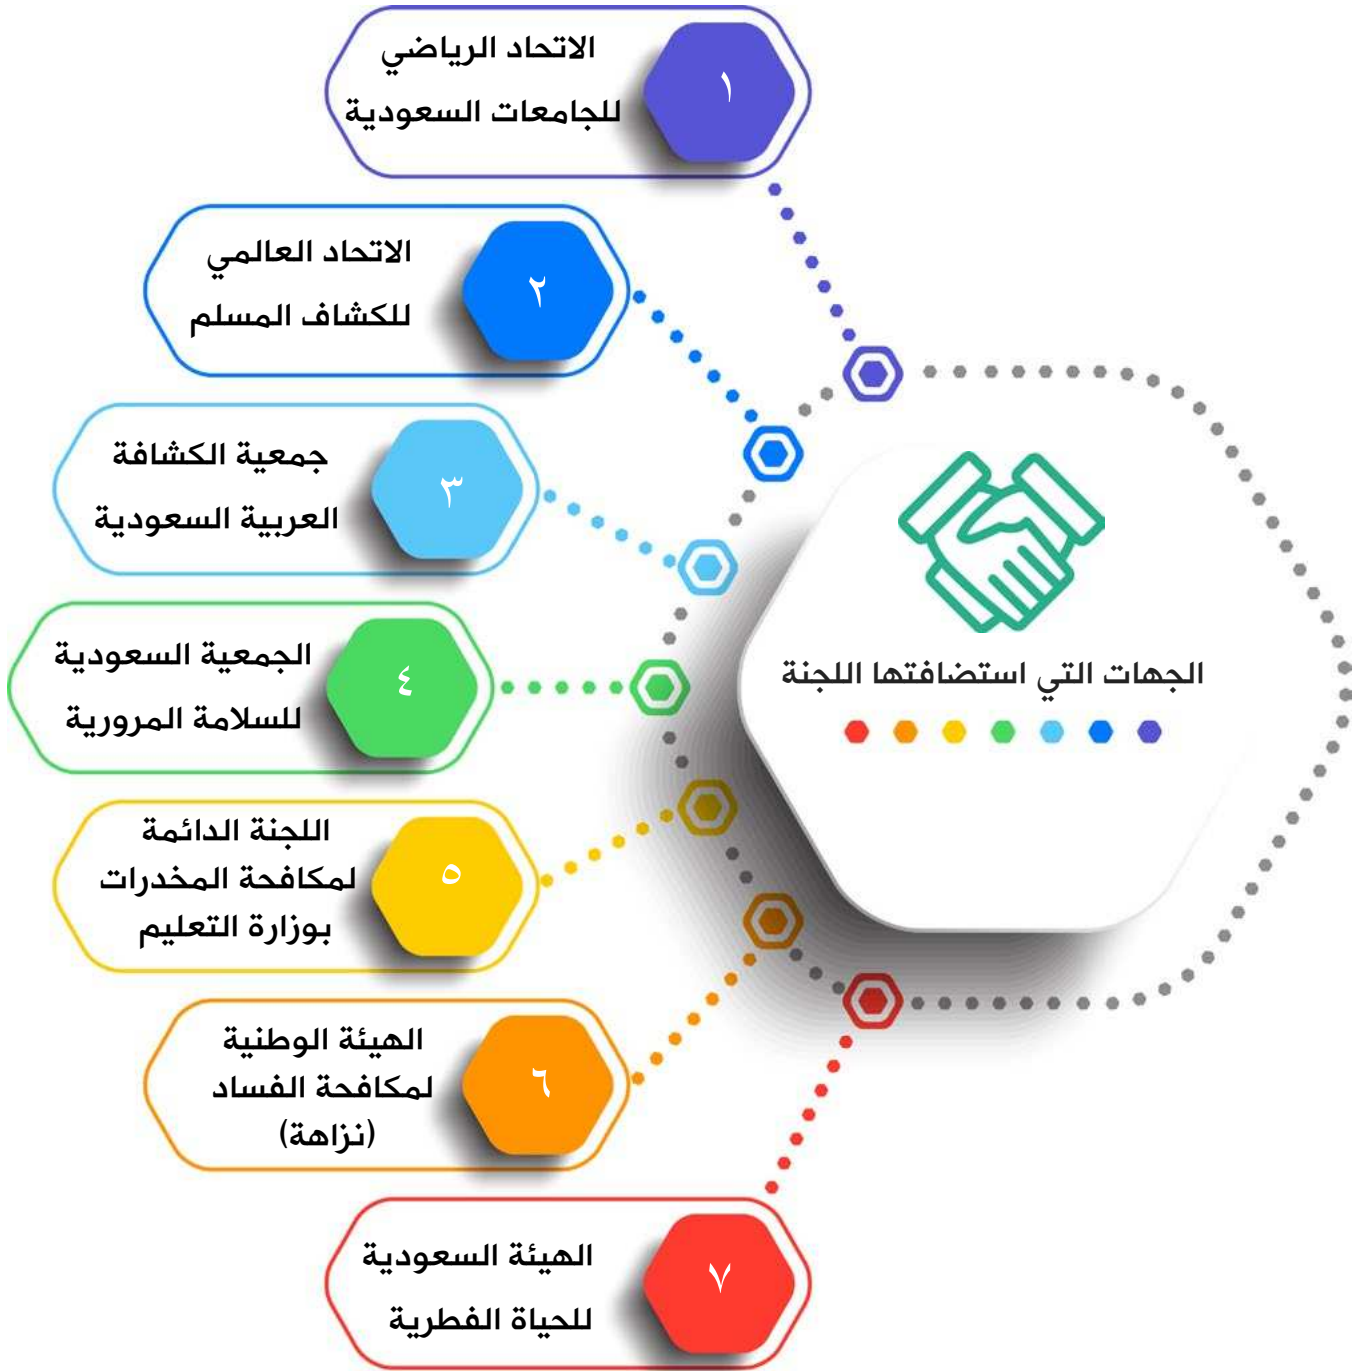 ١
الاتحاد الرياضي
للجامعات السعودية
٢
الاتحاد العالمي
للكشاف المسلم
٣
جمعية الكشافة
العربية السعودية
٤
الجمعية السعودية
للسلامة المرورية
٥
اللجنة الدائمة
لمكافحة المخدرات
بوزارة التعليم
٦
الهيئة الوطنية
لمكافحة الفساد
(نزاهة)
٧
الهيئة السعودية
للحياة الفطرية
الجهات التي استضافتها اللجنة